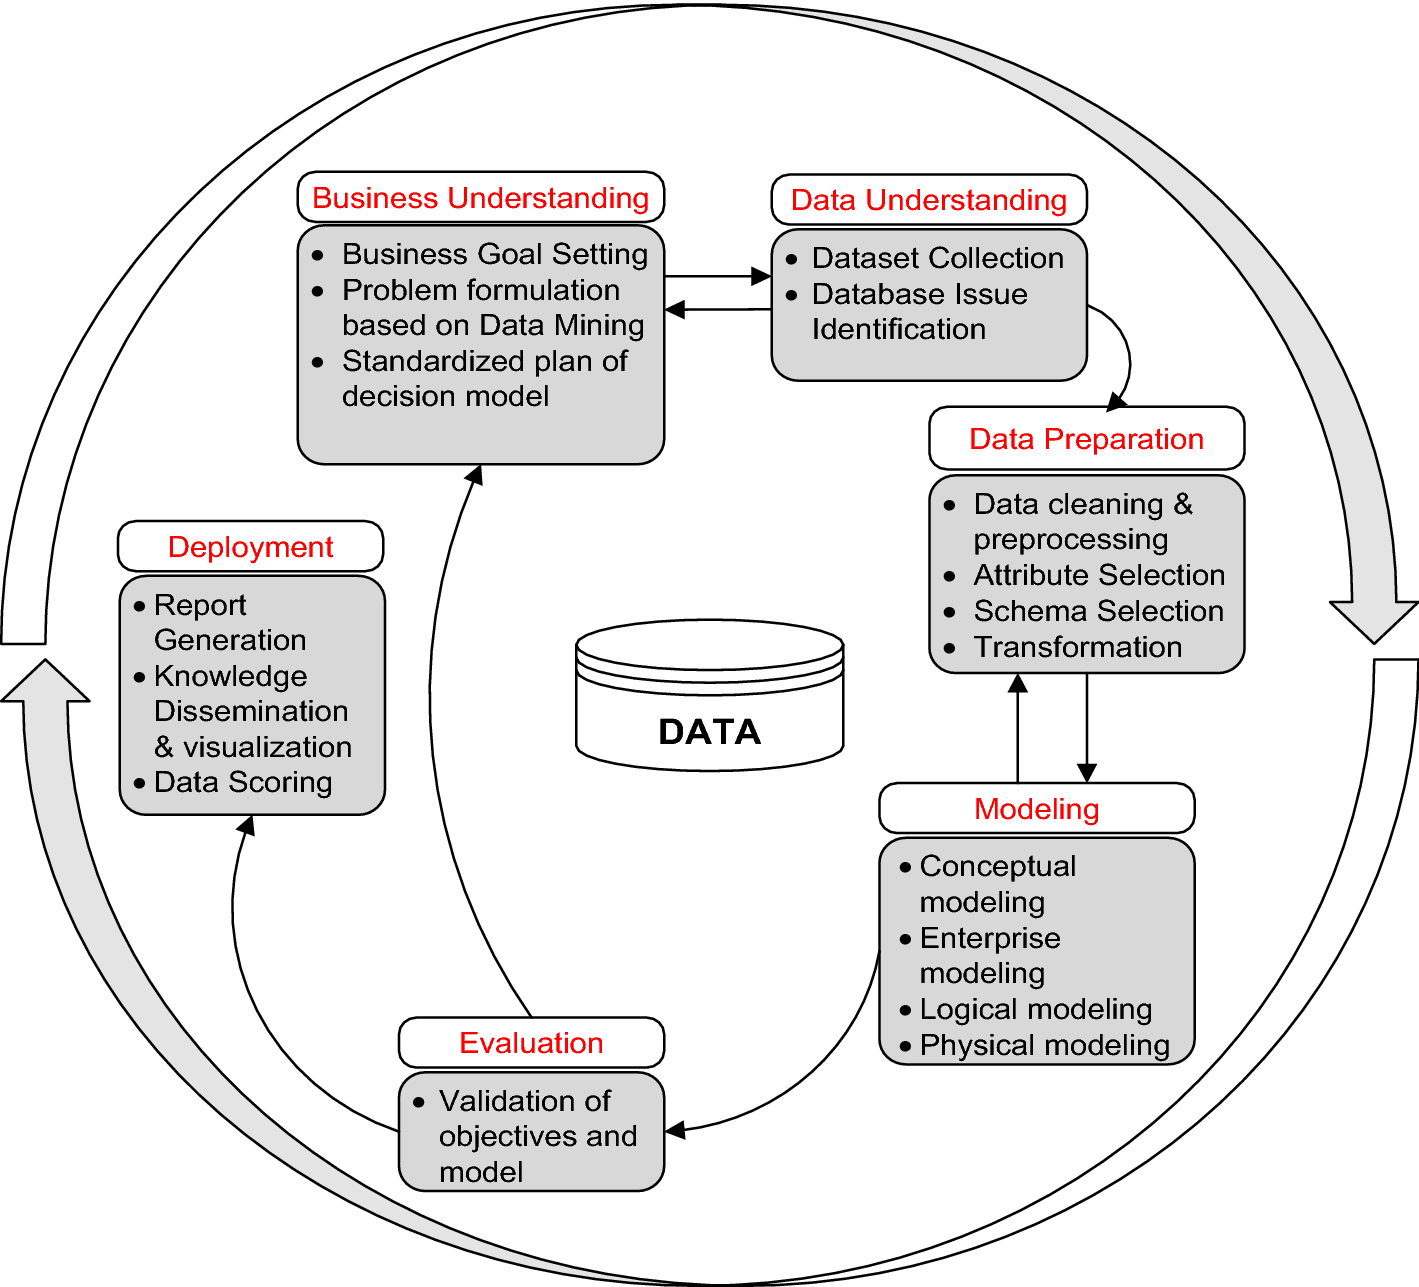 Business Understanding
• Business Goal Setting
• Problem formulation
based on Data Mining
• Standardized plan of
decision model
Data Understanding
• Dataset Collection
• Database Issue
Identification
Data Preparation
• Data cleaning &
preprocessing
• Attribute Selection
• Schema Selection
• Transformation
Deployment
• Report
Generation
• Knowledge
Dissemination
& visualization
• Data Scoring
DATA
Modeling
• Conceptual
modeling
• Enterprise
modeling
• Logical modeling
• Physical modeling
Evaluation
• Validation of
objectives and
model